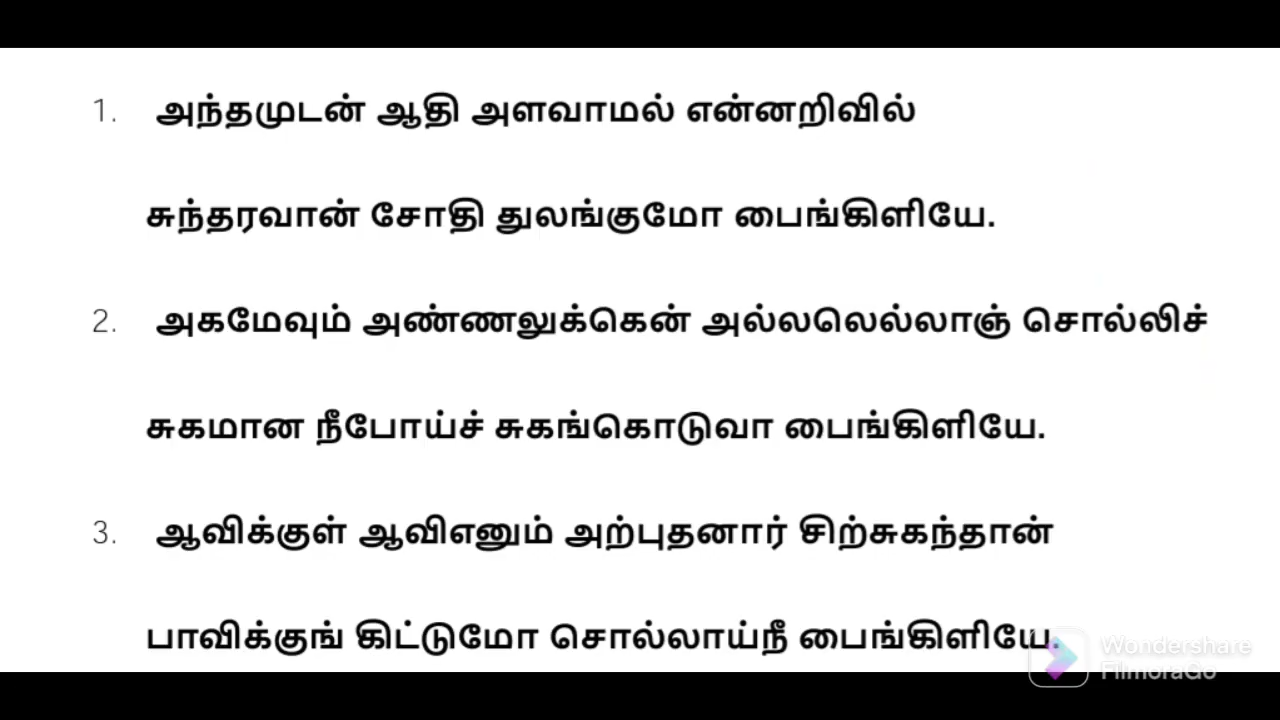 1. அந்தமுடன் ஆதி அளவாமல் என்னறிவில்
சுந்தரவான் சோதி துலங்குமோ பைங்கிளியே.
2. அகமேவும் அண்ணலுக்கென் அல்லலெல்லாஞ் சொல்லிச்
சுகமான நீபோய்ச் சுகங்கொடுவா பைங்கிளியே.
3. ஆவிக்குள் ஆவிஎனும் அற்புதனார் சிற்சுகந்தான்
பாவிக்குங் கிட்டுமோ சொல்லாய்நீ பைங்கிளியே.
Wondershare
FilmoraGo